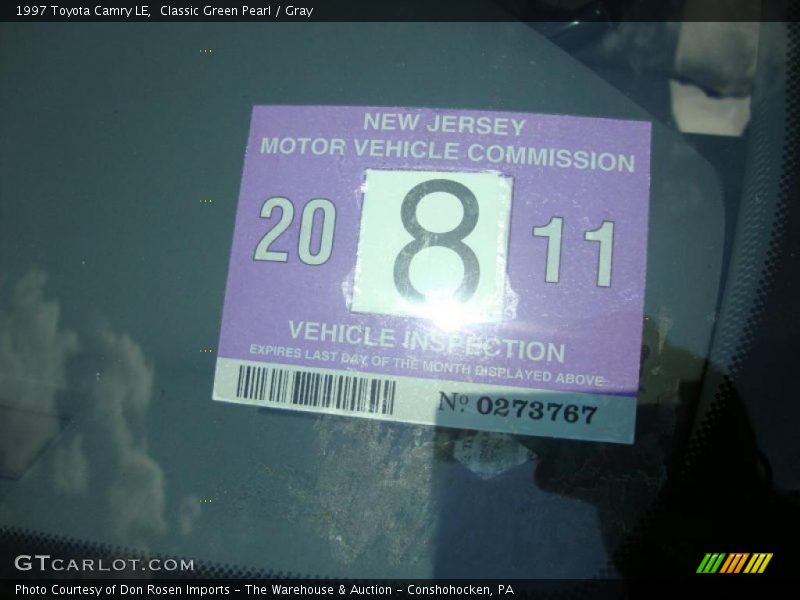 1997 Toyota Camry LE,  Classic Green Pearl / Gray
NEW JERSEY
MOTOR VEHICLE COMMISSION
20 8 11
VEHICLE INSPECTION
EXPIRES LAST DAY OF THE MONTH DISPLAYED ABOVE
Nº 0273767
GTCARLOT.COM
Photo Courtesy of Don Rosen Imports - The Warehouse & Auction - Conshohocken, PA